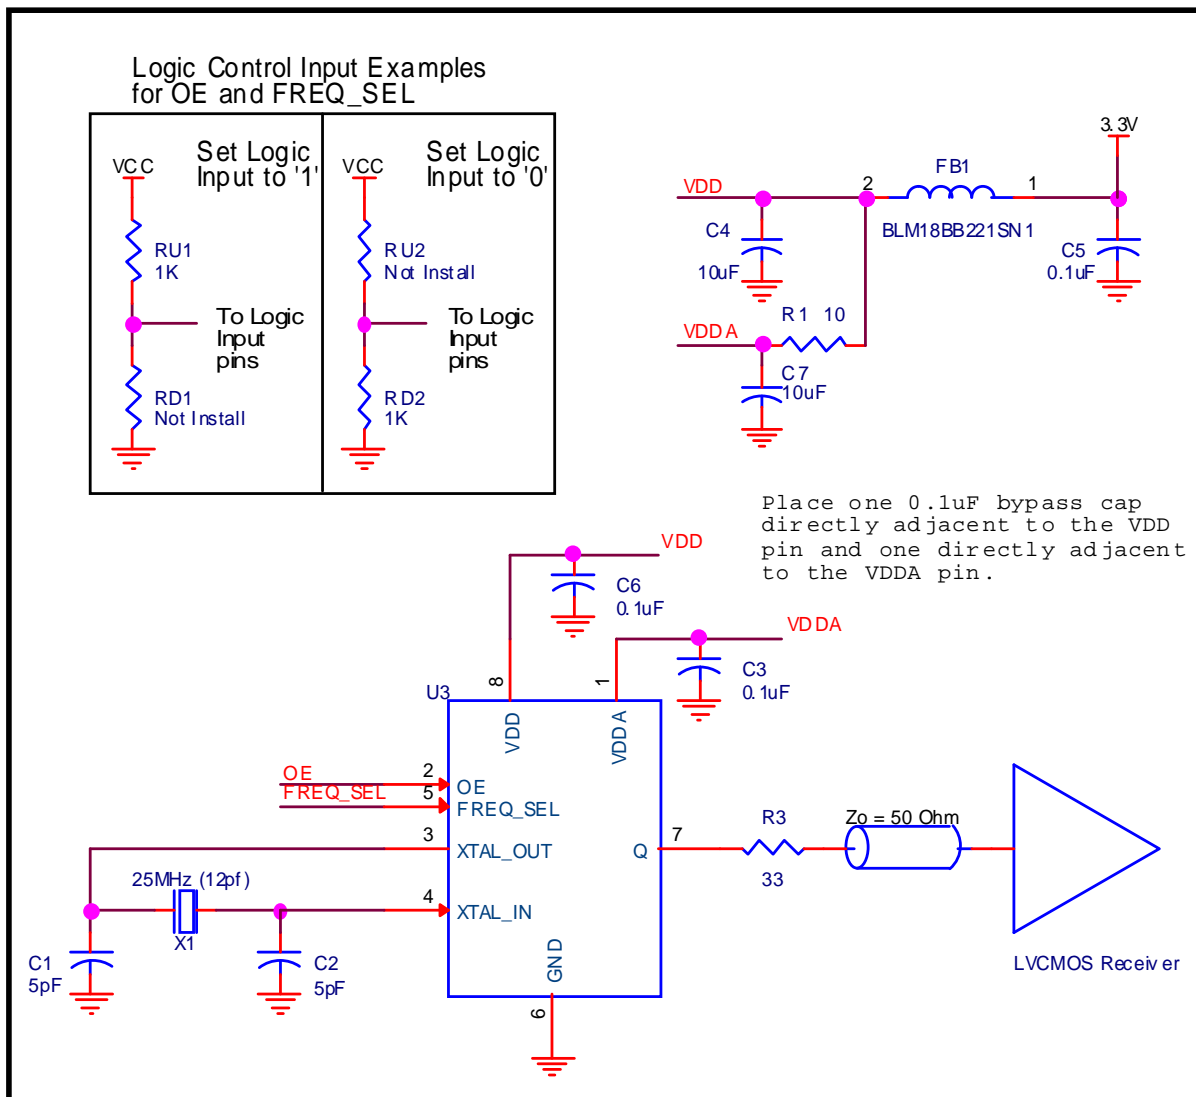 Logic Control Input Examples
for OE and FREQ_SEL
VCC
Set Logic
Input to '1'
RU1
1K
To Logic
Input
pins
RD1
Not Install
VCC
Set Logic
Input to '0'
RU2
Not Install
To Logic
Input
pins
RD2
1K
3.3V
VDD
2
FB1
1
BLM18BB221SN1
C4
10uF
C5
0.1uF
VDDA
R1 10
C7
10uF
Place one 0.1uF bypass cap
directly adjacent to the VDD
pin and one directly adjacent
to the VDDA pin.
VDD
C6
0.1uF
VDDA
C3
0.1uF
U3
8
1
VDD
VDDA
OE
2
OE
FREQ_SEL
5
FREQ_SEL
3
XTAL_OUT
Q
7
R3
33
Zo = 50 Ohm
25MHz (12pf)
X1
4
XTAL_IN
C1
5pF
C2
5pF
GND
6
LVCMOS Receiver